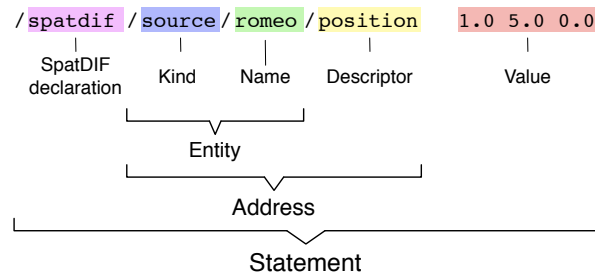 /spatdif/source/romeo/position 1.0 5.0 0.0
SpatDIF declaration Kind Name Descriptor Value
Entity
Address
Statement